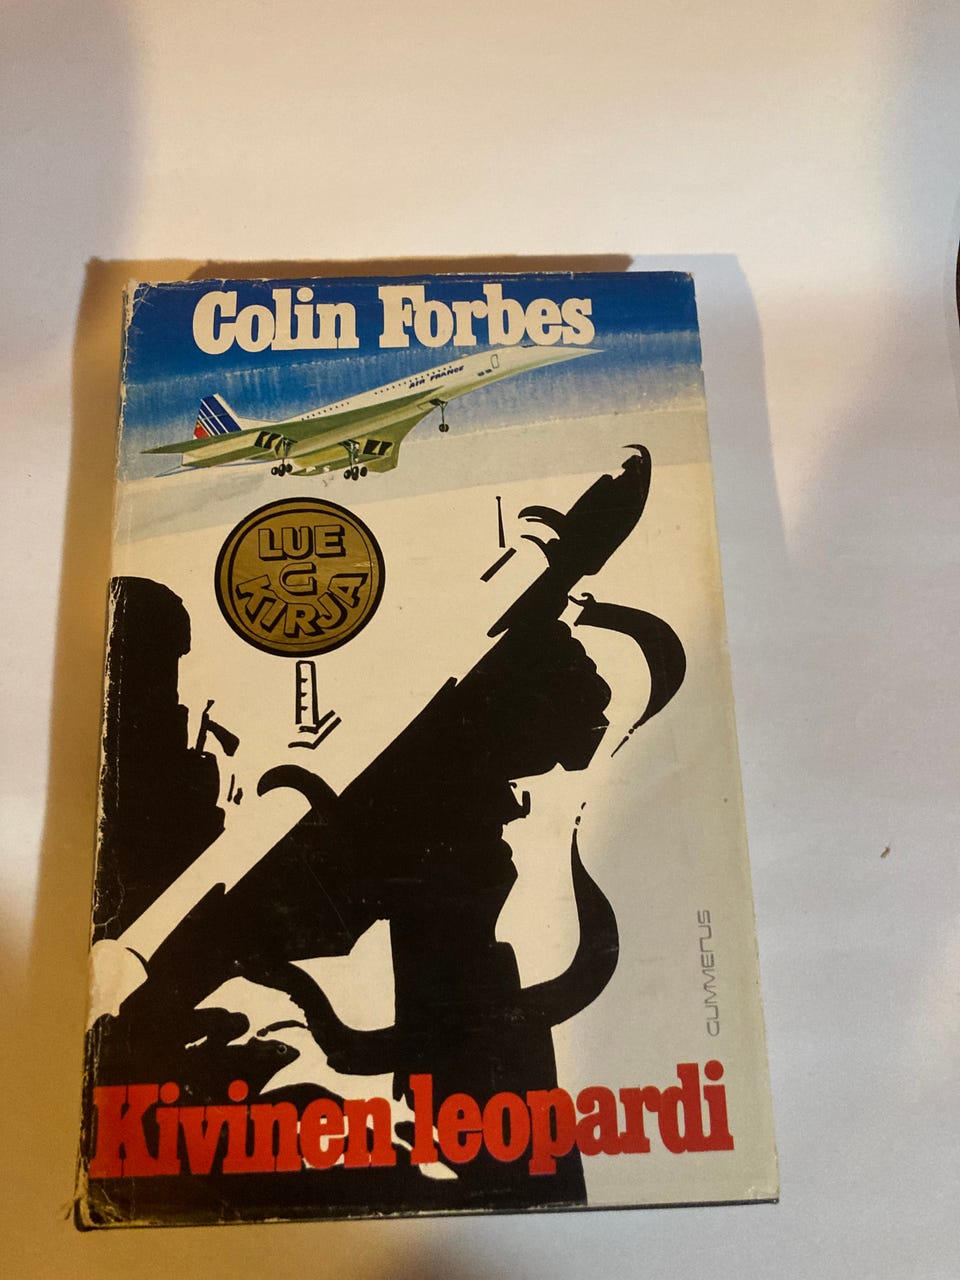 Colin Forbes
AIR FRANCE
LUE
G
KIRJA
GUMMERUS
Kivinen leopardi